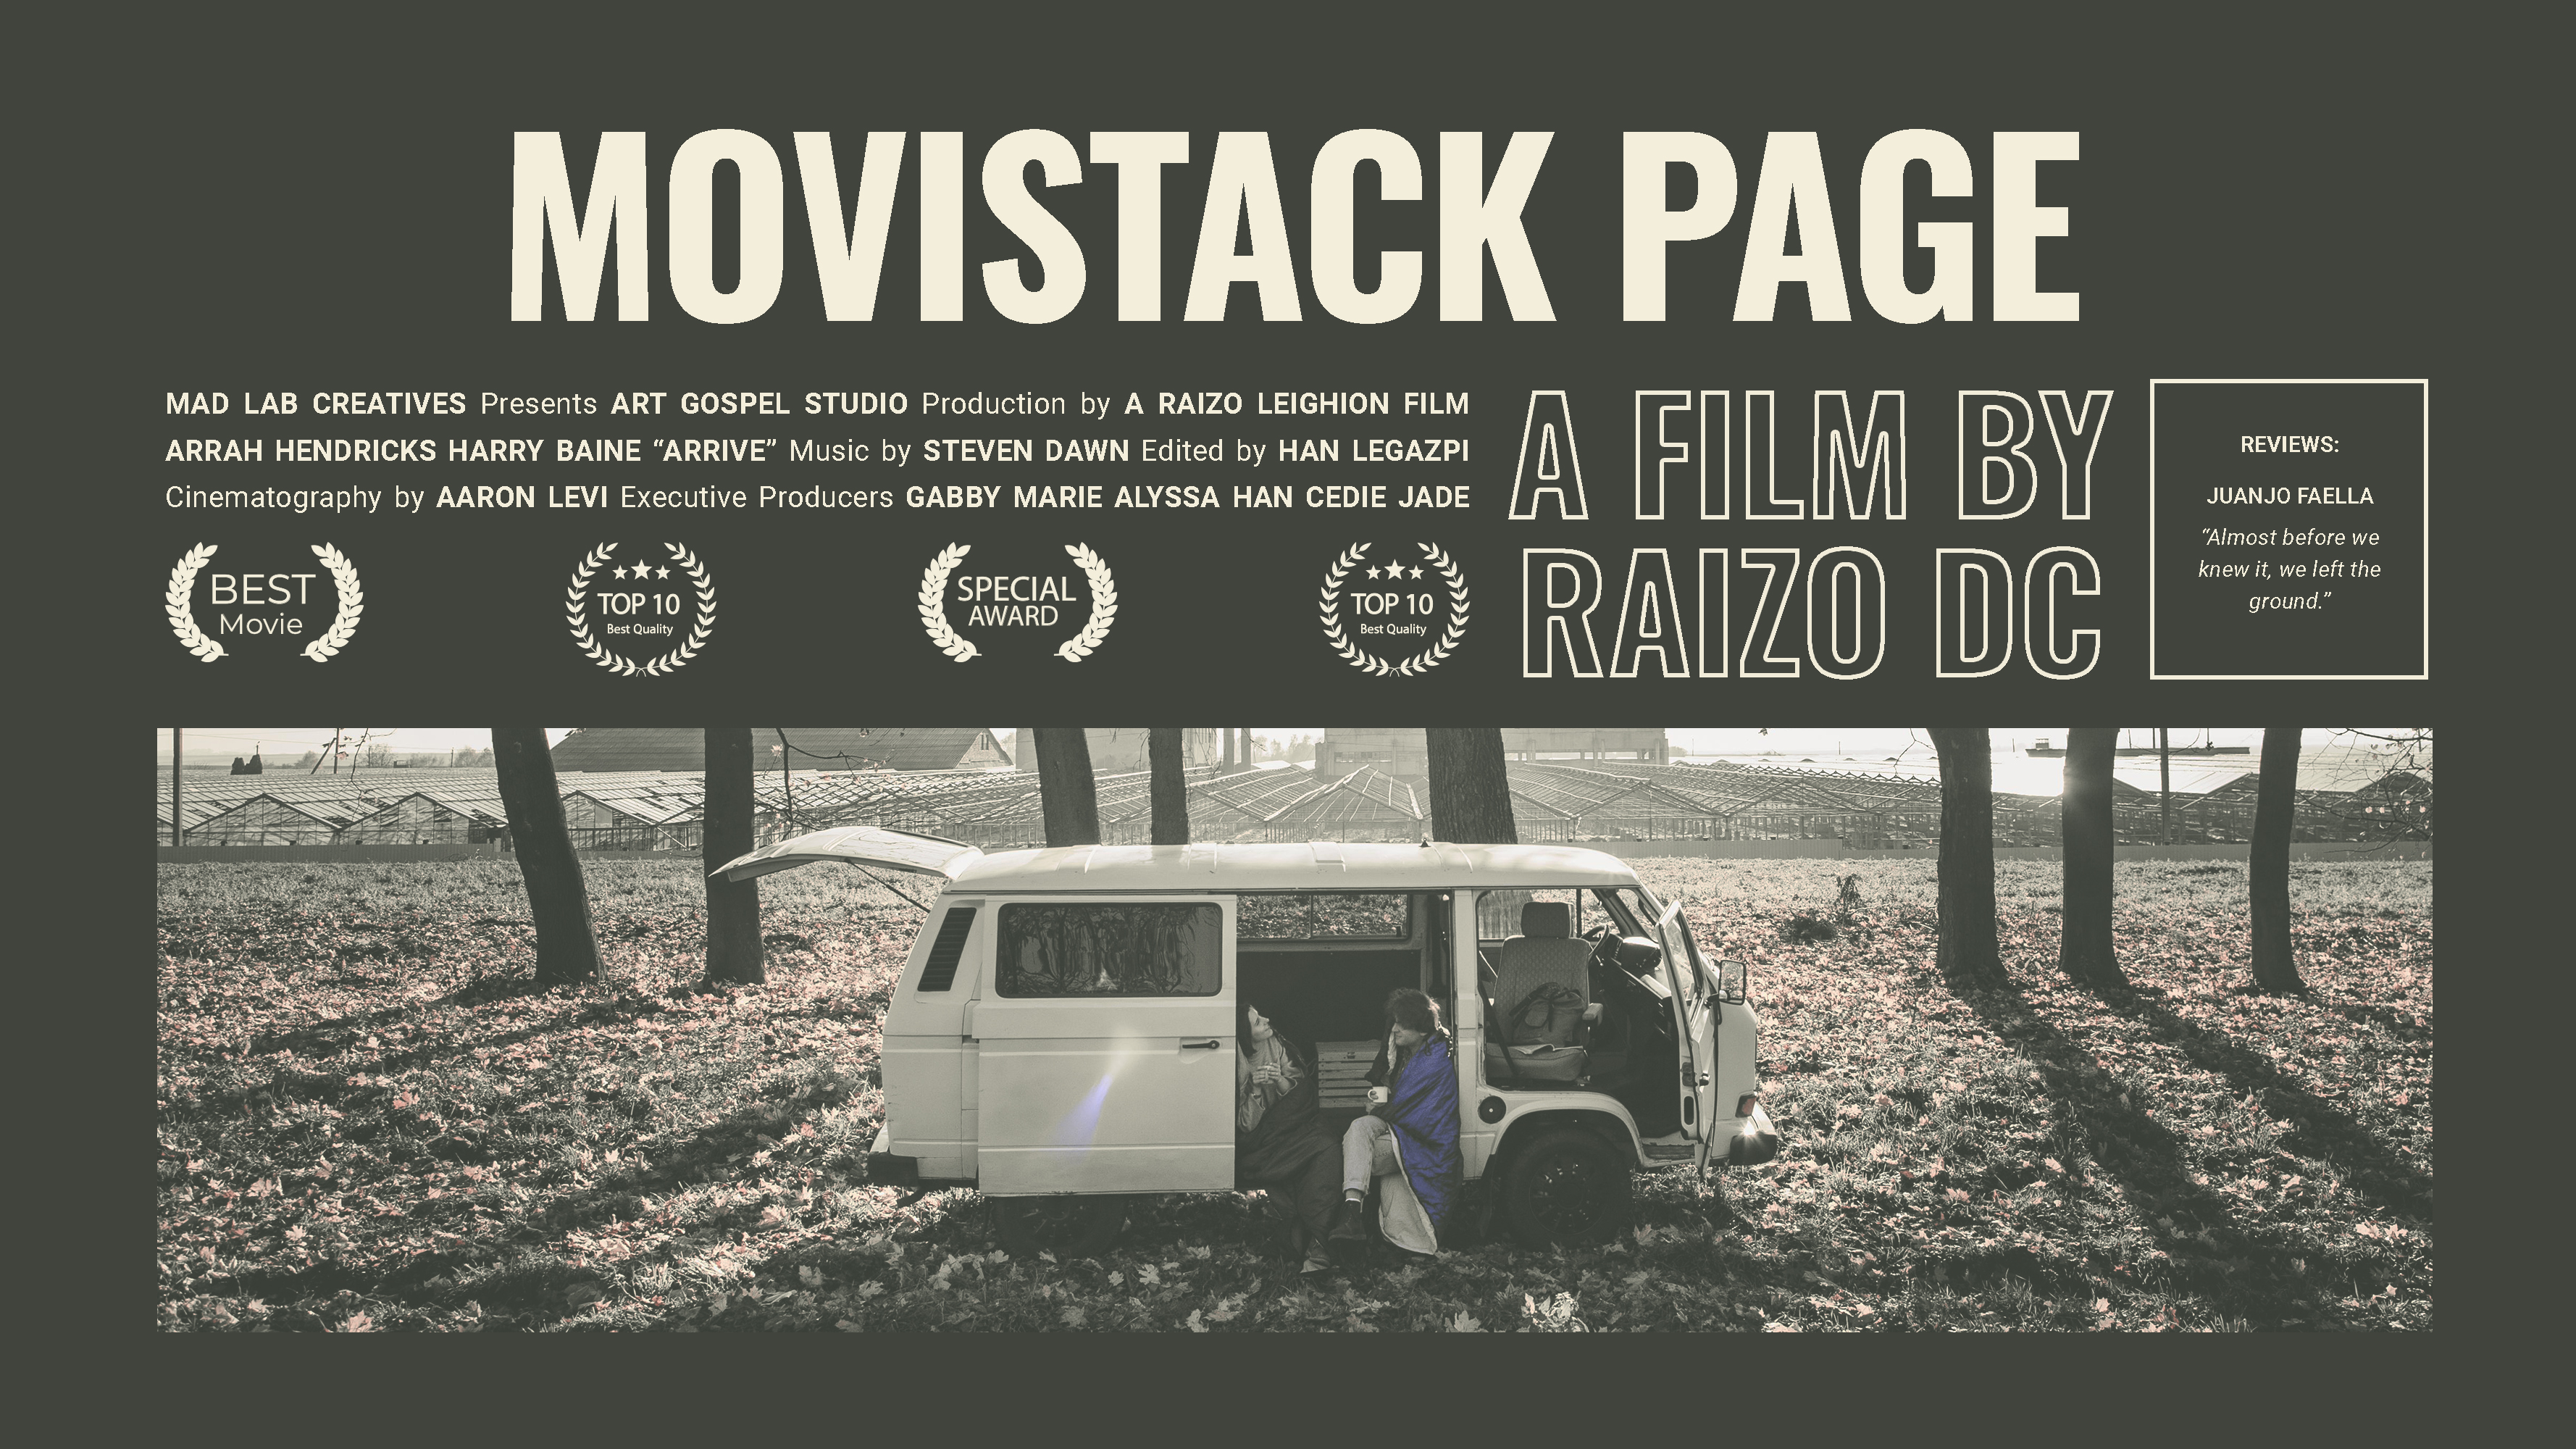 MOVISTACK PAGE
MAD LAB CREATIVES Presents ART GOSPEL STUDIO Production by A RAIZO LEIGHION FILM
ARRAH HENDRICKS HARRY BAINE “ARRIVE” Music by STEVEN DAWN Edited by HAN LEGAZPI
Cinematography by AARON LEVI Executive Producers GABBY MARIE ALYSSA HAN CEDIE JADE
BEST
Movie
TOP 10
Best Quality
SPECIAL
AWARD
TOP 10
Best Quality
A FILM BY
RAIZO DC
REVIEWS:
JUANJO FAELLA
“Almost before we
knew it, we left the
ground.”